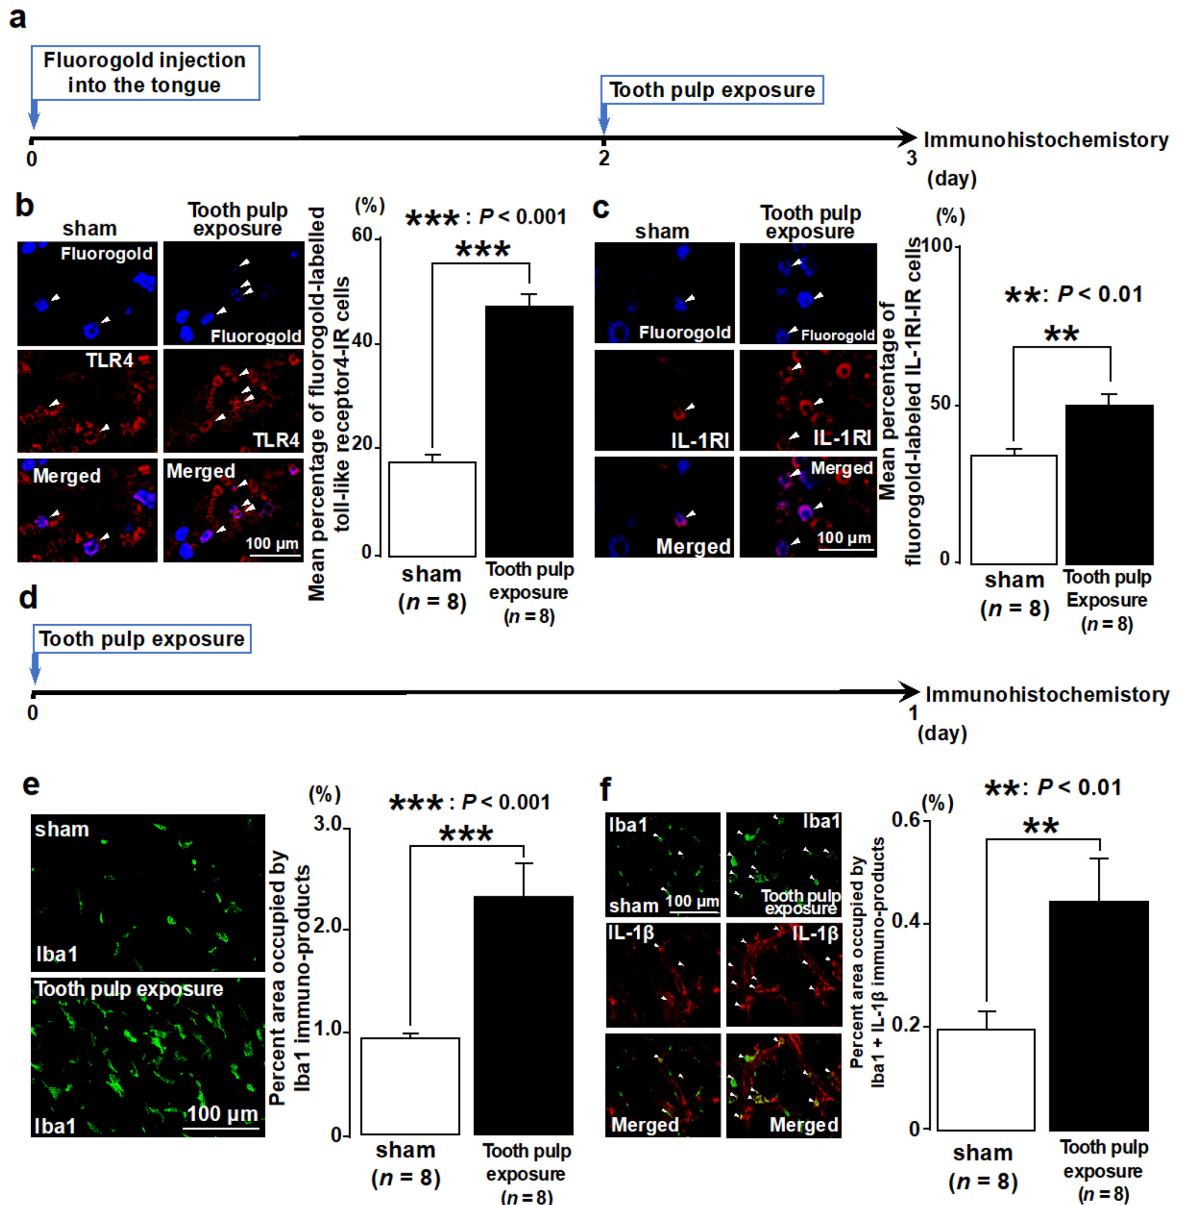 a
Fluorogold injection
into the tongue
Tooth pulp exposure
0
2
3
Immunohistochemistory
(day)
b
sham
Tooth pulp
exposure
Fluorogold
Fluorogold
TLR4
TLR4
Merged
Merged
100 μm
Mean percentage of fluorogold-labelled
toll-like receptor4-IR cells
(%)
***: P < 0.001
***
60
40
20
0
sham
(n = 8)
Tooth pulp
exposure
(n = 8)
c
sham
Tooth pulp
exposure
Fluorogold
Fluorogold
IL-1RI
IL-1RI
Merged
Merged
100 μm
Mean percentage of
fluorogold-labeled IL-1RI-IR cells
(%)
**: P < 0.01
**
100
50
0
sham
(n = 8)
Tooth pulp
Exposure
(n = 8)
d
Tooth pulp exposure
0
1
Immunohistochemistory
(day)
e
sham
Iba1
Tooth pulp exposure
Iba1
100 μm
Percent area occupied by
Iba1 immuno-products
(%)
***: P < 0.001
***
3.0
2.0
1.0
0
sham
(n = 8)
Tooth pulp
exposure
(n = 8)
f
Iba1
sham
100 μm
Iba1
Tooth pulp
exposure
IL-1β
IL-1β
Merged
Merged
Percent area occupied by
Iba1 + IL-1β immuno-products
(%)
**: P < 0.01
**
0.6
0.4
0.2
0
sham
(n = 8)
Tooth pulp
exposure
(n = 8)